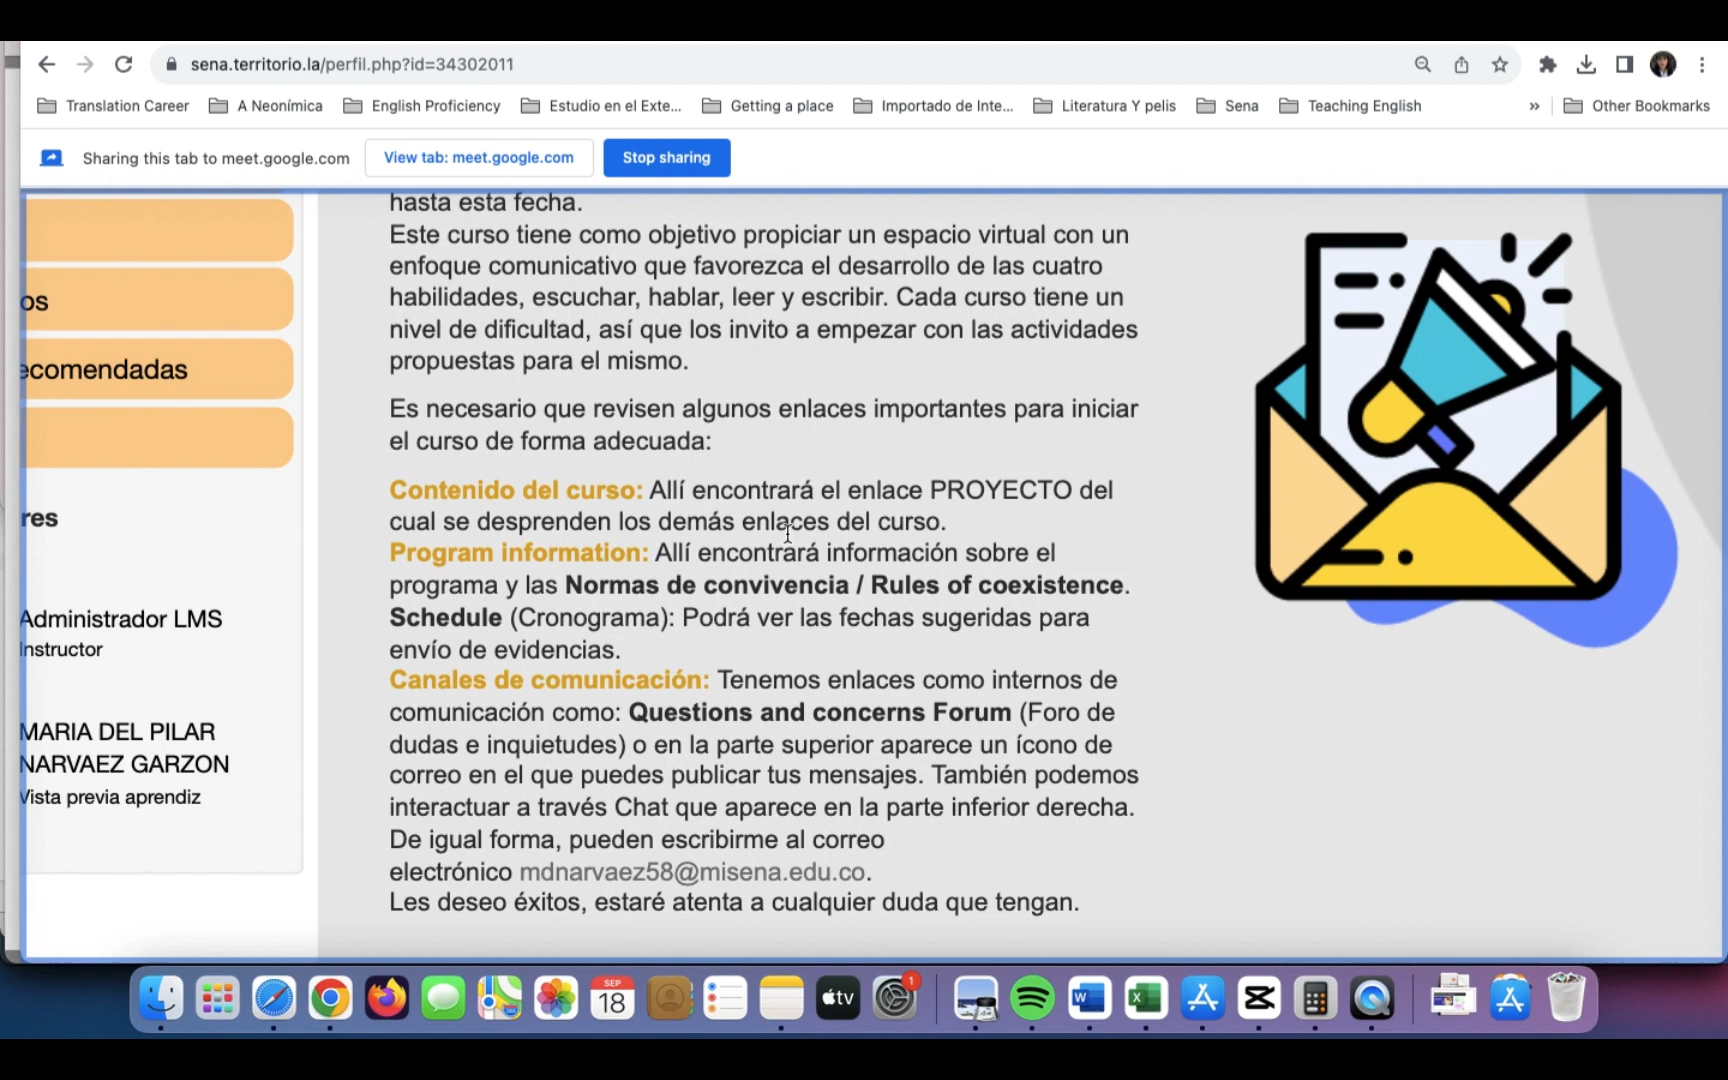 sena.territorio.la/perfil.php?id=34302011
Translation Career A Neonímica English Proficiency Estudio en el Exte... Getting a place Importado de Inte... Literatura Y pelis Sena Teaching English » Other Bookmarks
Sharing this tab to meet.google.com View tab: meet.google.com Stop sharing
hasta esta fecha.
Este curso tiene como objetivo propiciar un espacio virtual con un
enfoque comunicativo que favorezca el desarrollo de las cuatro
habilidades, escuchar, hablar, leer y escribir. Cada curso tiene un
nivel de dificultad, así que los invito a empezar con las actividades
propuestas para el mismo.
Es necesario que revisen algunos enlaces importantes para iniciar
el curso de forma adecuada:
Contenido del curso: Allí encontrará el enlace PROYECTO del
cual se desprenden los demás enlaces del curso.
Program information: Allí encontrará información sobre el
programa y las Normas de convivencia / Rules of coexistence.
Schedule (Cronograma): Podrá ver las fechas sugeridas para
envío de evidencias.
Canales de comunicación: Tenemos enlaces como internos de
comunicación como: Questions and concerns Forum (Foro de
dudas e inquietudes) o en la parte superior aparece un ícono de
correo en el que puedes publicar tus mensajes. También podemos
interactuar a través Chat que aparece en la parte inferior derecha.
De igual forma, pueden escribirme al correo
electrónico mdnarvaez58@misena.edu.co.
Les deseo éxitos, estaré atenta a cualquier duda que tengan.
os
ecomendadas
res
Administrador LMS
Instructor
MARIA DEL PILAR
NARVAEZ GARZON
Vista previa aprendiz
SEP
18
tv
1
W
X